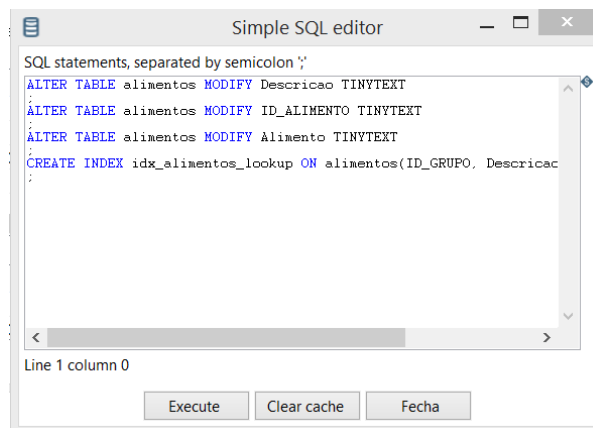 Simple SQL editor
SQL statements, separated by semicolon ';'
ALTER TABLE alimentos MODIFY Descricao TINYTEXT
;
ALTER TABLE alimentos MODIFY ID_ALIMENTO TINYTEXT
;
ALTER TABLE alimentos MODIFY Alimento TINYTEXT
;
CREATE INDEX idx_alimentos_lookup ON alimentos(ID_GRUPO, Descricao
;
Line 1 column 0
Execute Clear cache Fecha